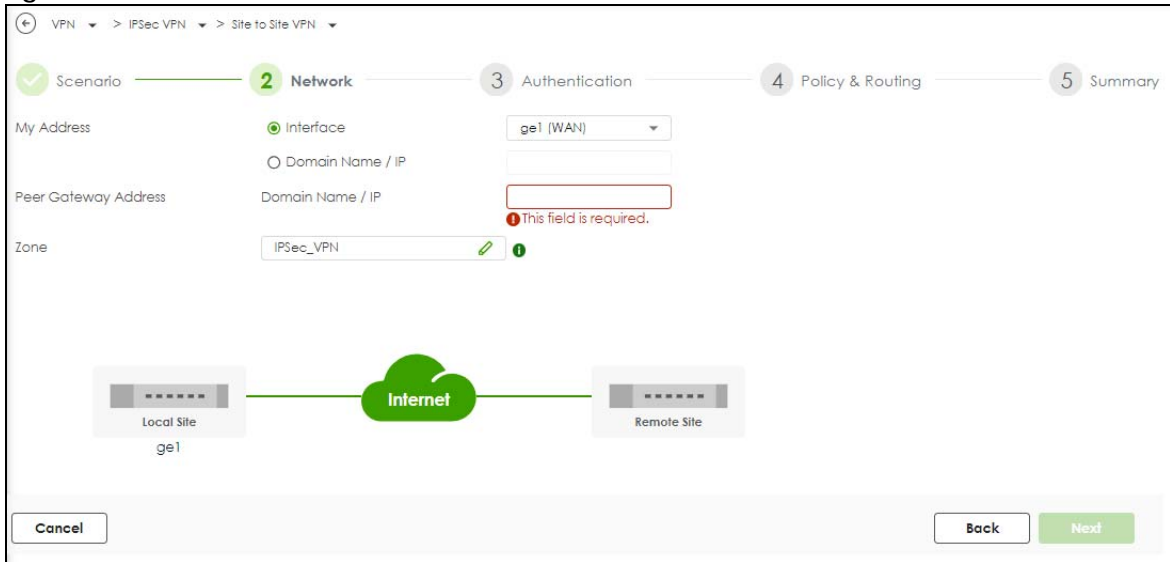 VPN > IPSec VPN > Site to Site VPN
Scenario 2 Network 3 Authentication 4 Policy & Routing 5 Summary
My Address Interface ge1 (WAN)
Domain Name / IP
Peer Gateway Address Domain Name / IP
This field is required.
Zone IPSec_VPN
Internet
Local Site Remote Site
ge1
Cancel Back Next